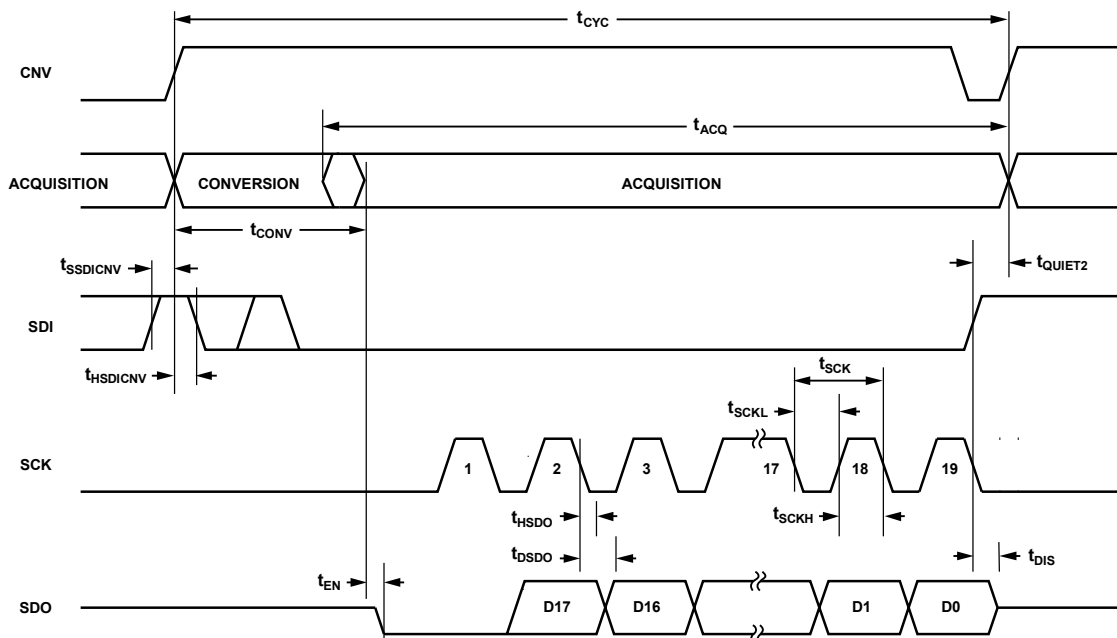 tCYC
CNV
tACQ
ACQUISITION CONVERSION ACQUISITION
tCONV
tSSDICNV
tQUIET2
SDI
tHSDICNV
tSCK
tSCKL
SCK
1 2 3 17 18 19
tHSDO
tSCKH
tDSDO
tDIS
tEN
SDO
D17 D16 D1 D0